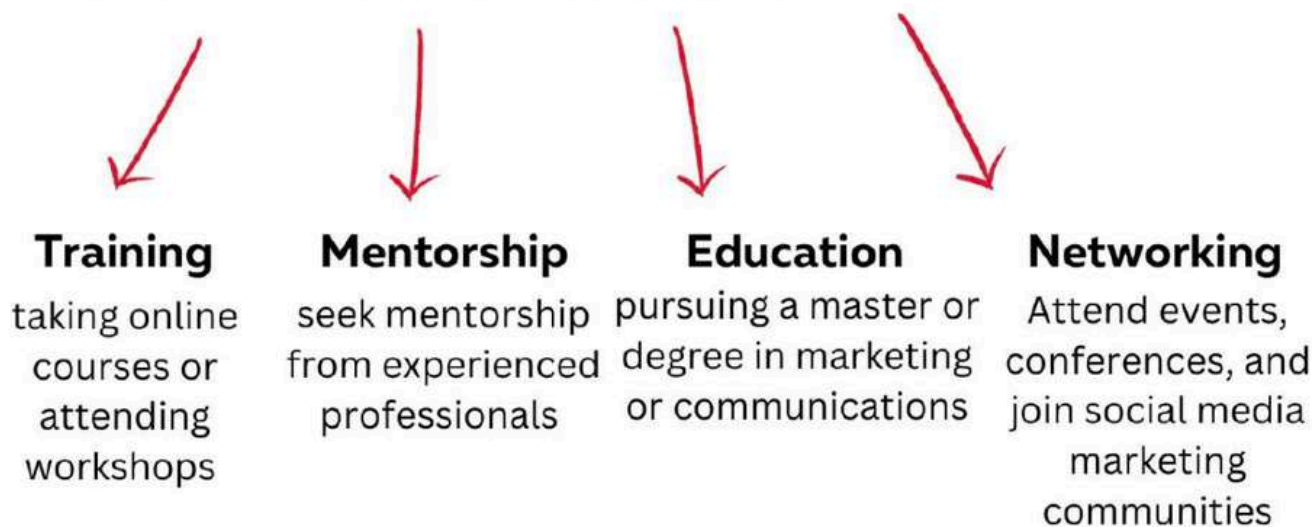 Training
taking online
courses or
attending
workshops
Mentorship
seek mentorship
from experienced
professionals
Education
pursuing a master or
degree in marketing
or communications
Networking
Attend events,
conferences, and
join social media
marketing
communities